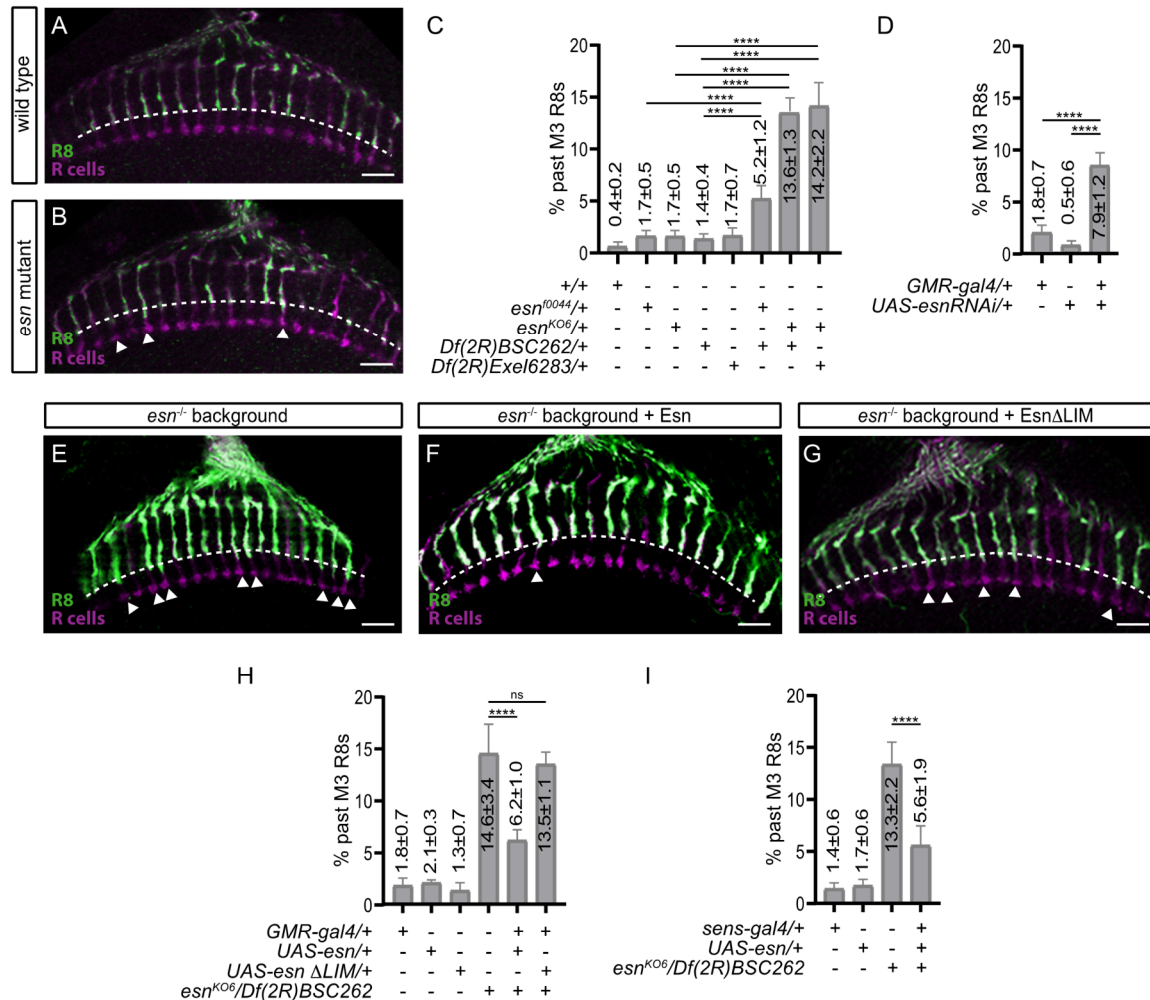 A
wild type
R8
R cells
B
esn mutant
R8
R cells
C
% past M3 R8s
20
15
10
5
0
****
****
****
****
****
****
0.4±0.2
1.7±0.5
1.7±0.5
1.4±0.4
1.7±0.7
5.2±1.2
13.6±1.3
14.2±2.2
+/+ + - - - - - - -
esnf0044/+ - + - - - + - -
esnKO6/+ - - + - - - + +
Df(2R)BSC262/+ - - - + - + + -
Df(2R)Exel6283/+ - - - - + - - +
D
% past M3 R8s
20
15
10
5
0
****
****
1.8±0.7
0.5±0.6
7.9±1.2
GMR-gal4/+ + - +
UAS-esnRNAi/+ - + +
esn-/- background
E
R8
R cells
esn-/- background + Esn
F
R8
R cells
esn-/- background + EsnΔLIM
G
R8
R cells
H
% past M3 R8s
20
15
10
5
0
ns
****
1.8±0.7
2.1±0.3
1.3±0.7
14.6±3.4
6.2±1.0
13.5±1.1
GMR-gal4/+ + - - - + +
UAS-esn/+ - + - - + -
UAS-esn ΔLIM/+ - - + - - +
esnKO6/Df(2R)BSC262 - - - + + +
I
% past M3 R8s
20
15
10
5
0
****
1.4±0.6
1.7±0.6
13.3±2.2
5.6±1.9
sens-gal4/+ + - - +
UAS-esn/+ - + - +
esnKO6/Df(2R)BSC262 - - + +